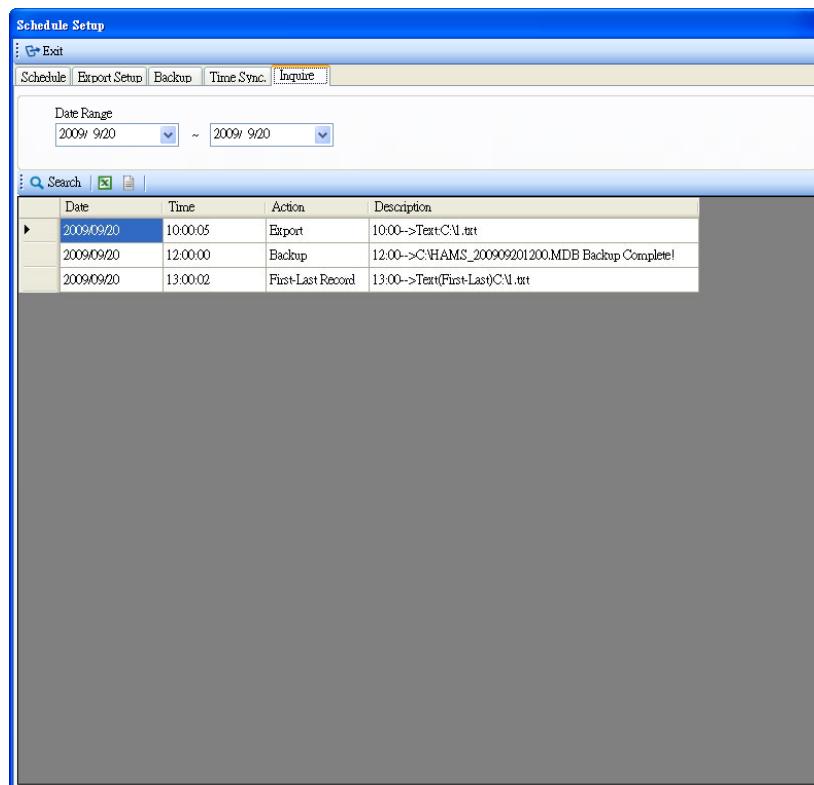 Schedule Setup
Exit
Schedule Export Setup Backup Time Sync. Inquire
Date Range
2009/ 9/20 ~ 2009/ 9/20
Search
Date Time Action Description
2009/09/20 10:00:05 Export 10:00-->Text:C:\1.txt
2009/09/20 12:00:00 Backup 12:00-->C:\HAMS_200909201200.MDB Backup Complete!
2009/09/20 13:00:02 First-Last Record 13:00-->Text(First-Last)C:\1.txt